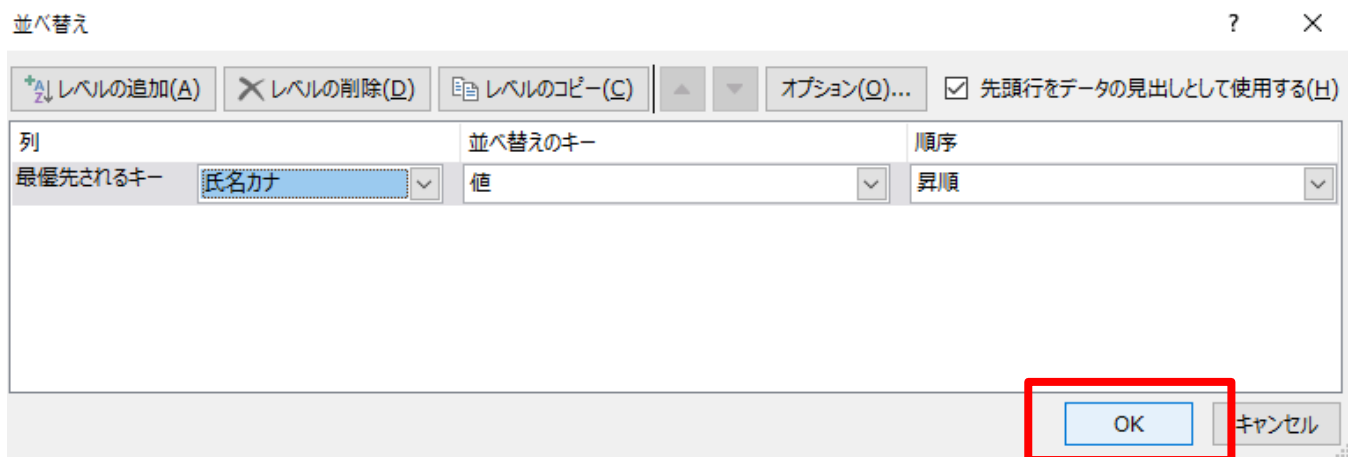 並べ替え ? ×
レベルの追加(A) レベルの削除(D) レベルのコピー(C) オプション(O)... 先頭行をデータの見出しとして使用する(H)
列 並べ替えのキー 順序
最優先されるキー 氏名カナ 値 昇順
OK キャンセル